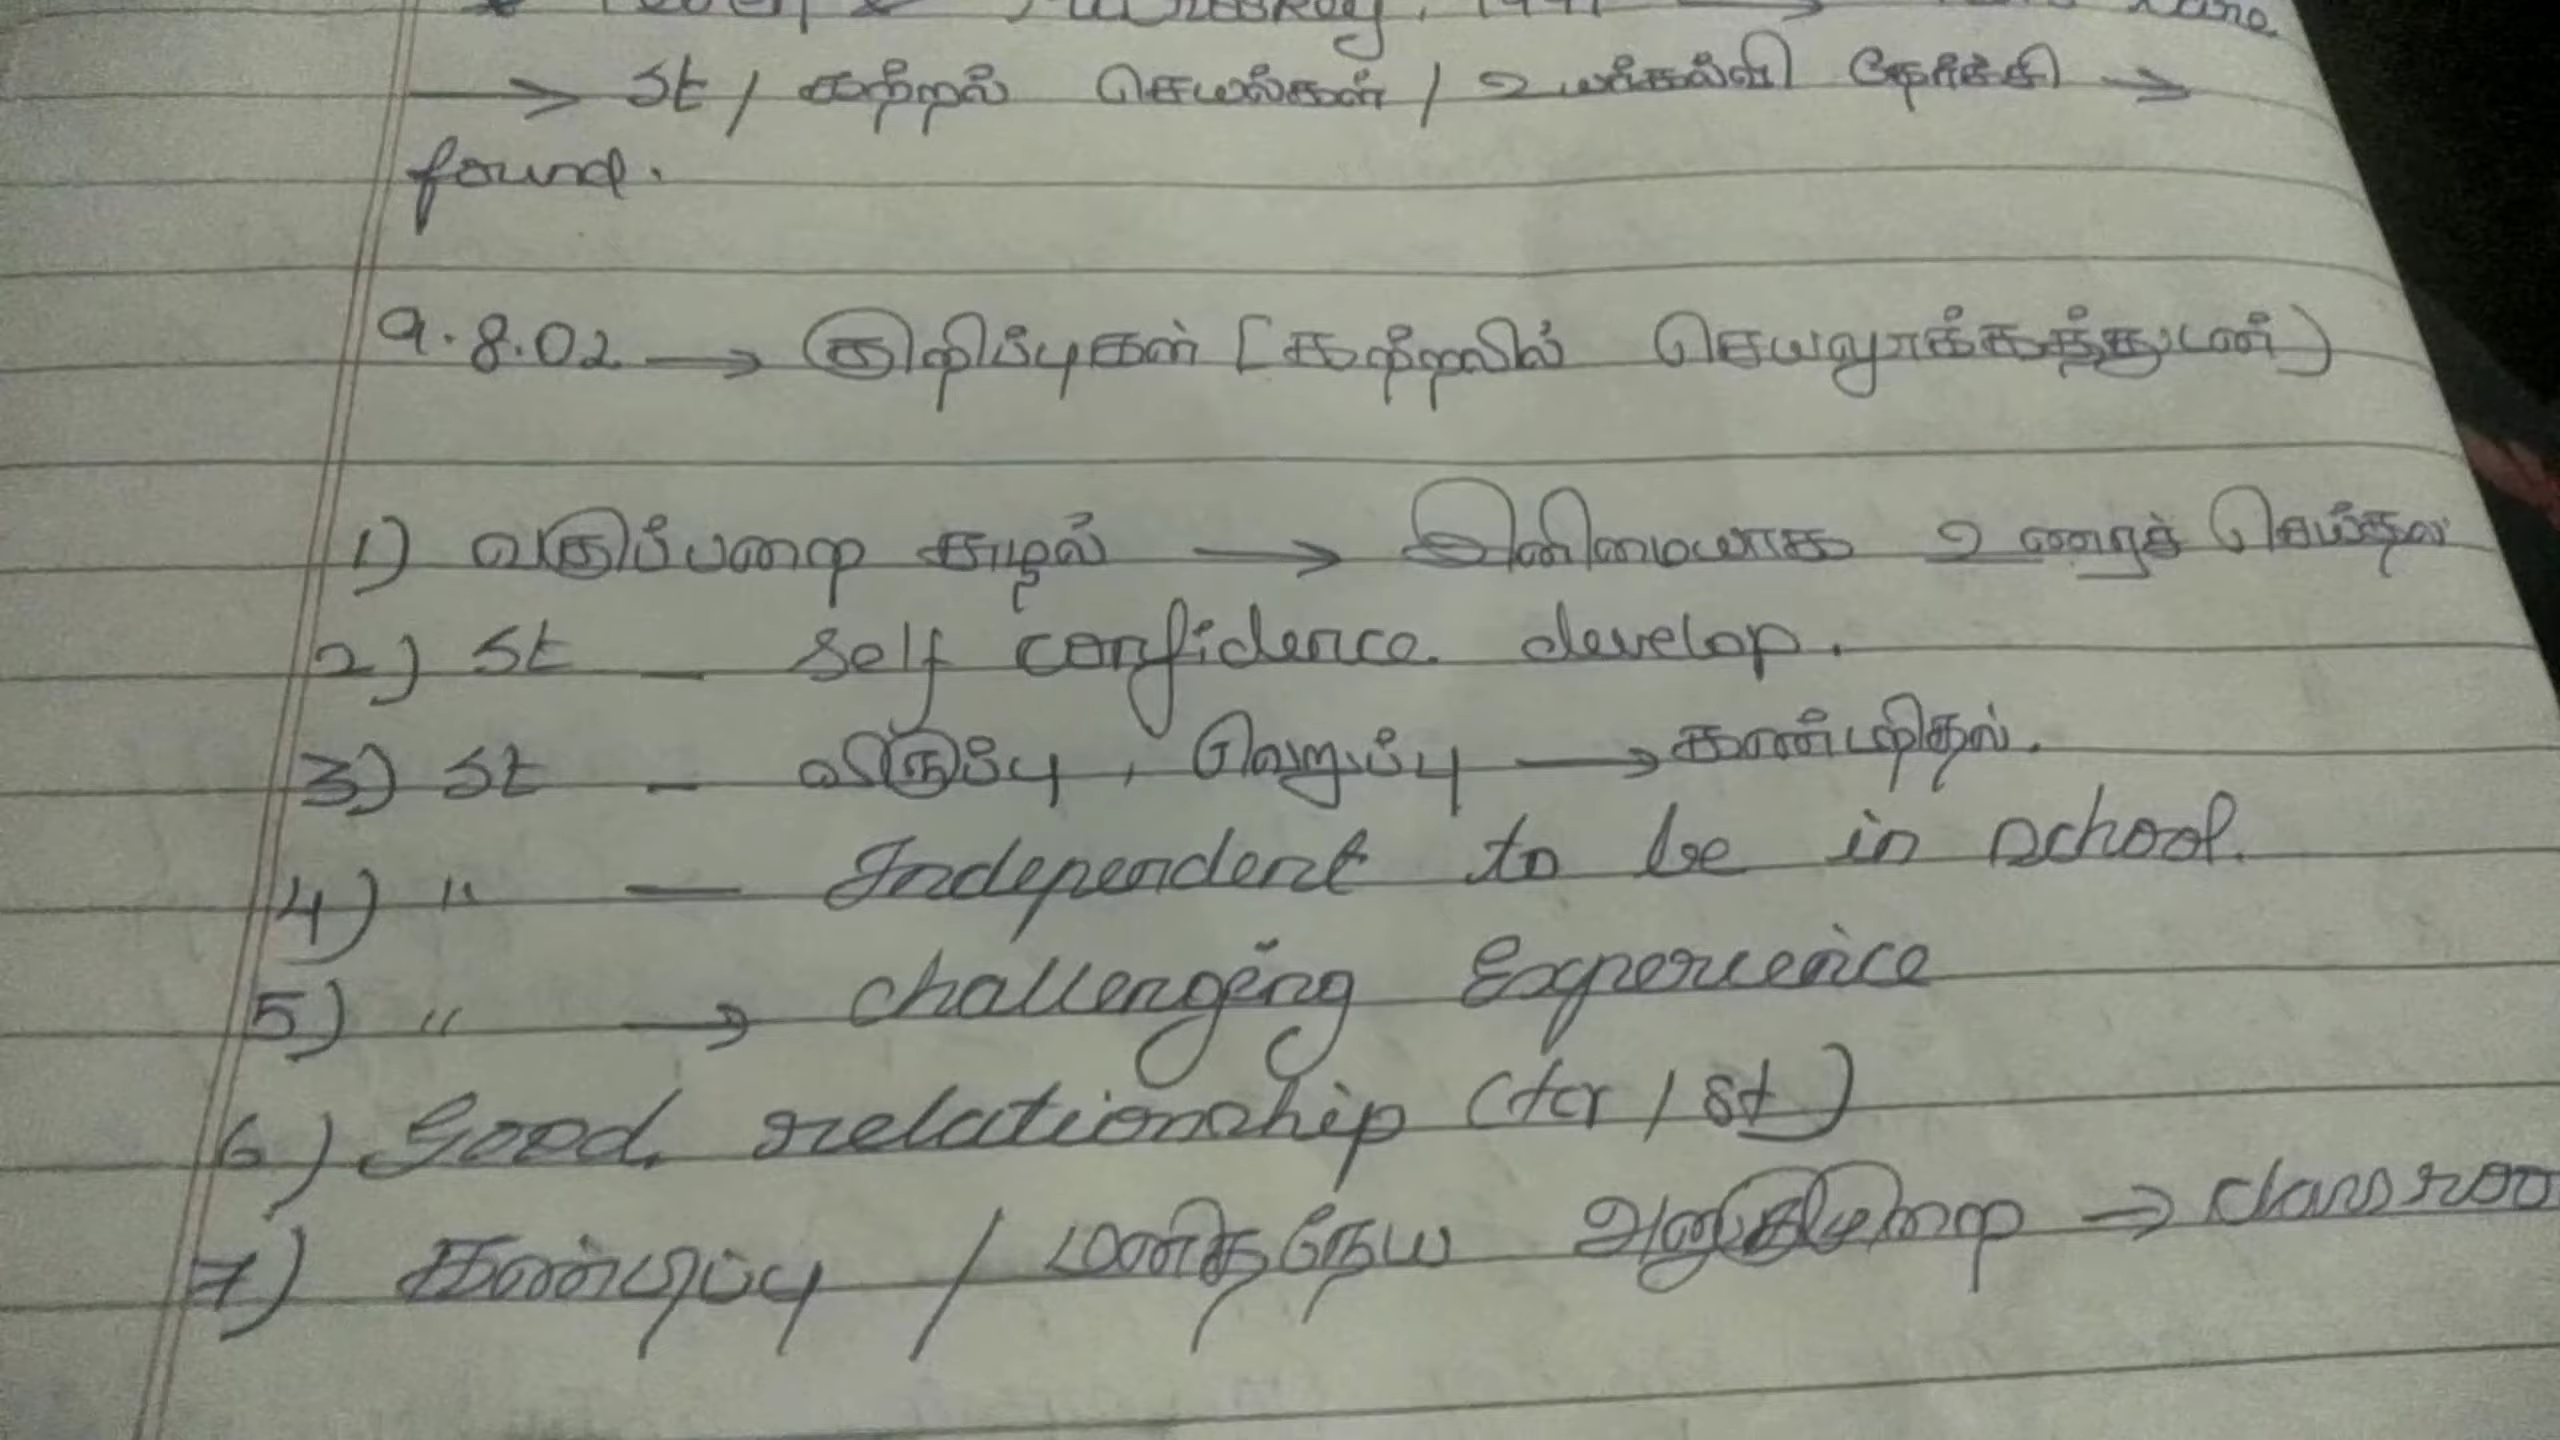 → st / கற்றல் செயல்கள் / உயர்கல்வி தேர்ச்சி →
found.
9.8.02 → குறிப்புகள் [கற்றலில் செயலூக்கத்துடன்)
1) வகுப்பறை சூழல் → இனிமையாக உணரச் செய்தல்
2) St - Self confidence develop.
3) St - விருப்பு, வெறுப்பு → கண்டறிதல்.
4) " - Independent to be in school.
5) " → challenging Experience
6) Good relationship (tcr / st)
7) கண்டிப்பு / மனிதநேய அணுகுமுறை → classroo